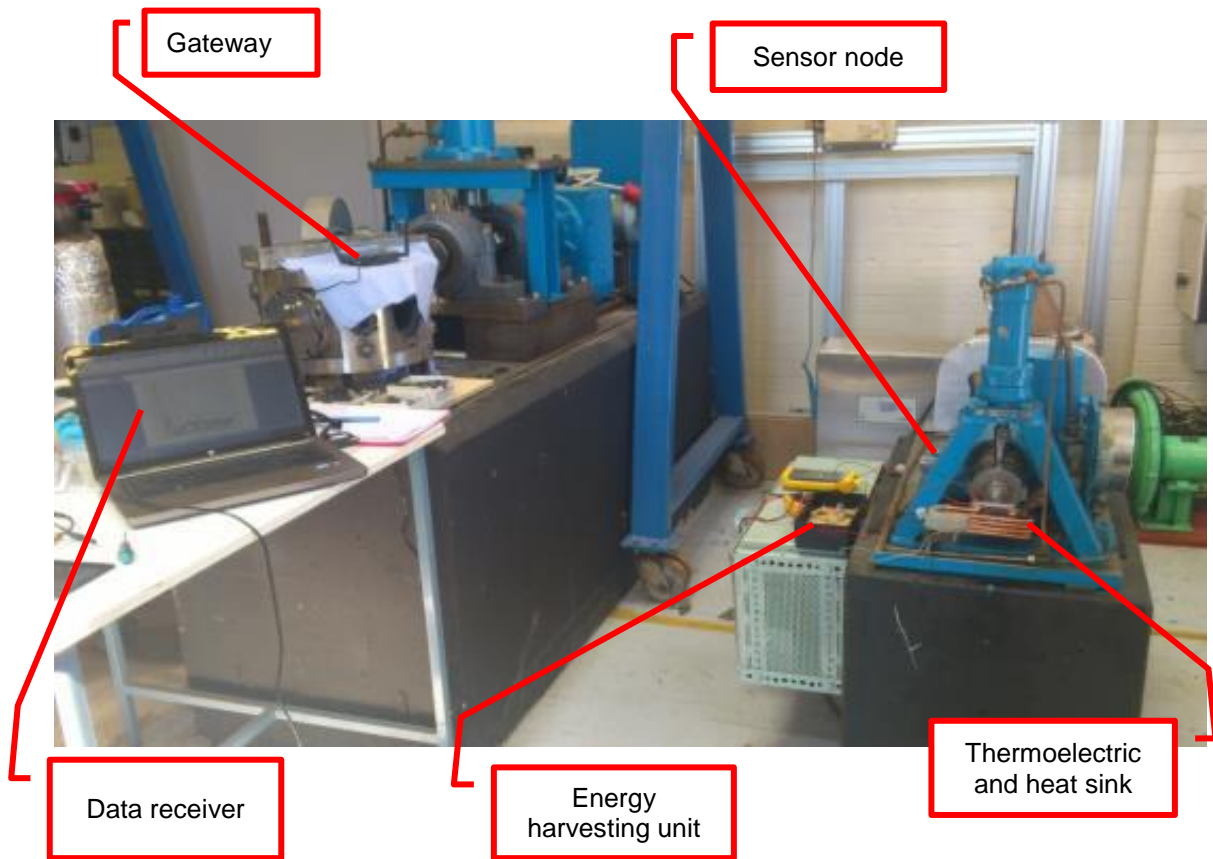 Gateway
Sensor node
Data receiver
Energy
harvesting unit
Thermoelectric
and heat sink